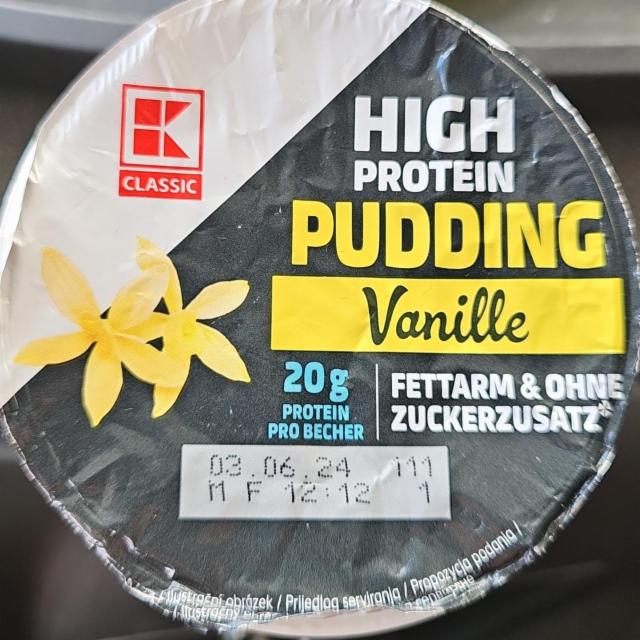 K
CLASSIC
HIGH
PROTEIN
PUDDING
Vanille
20g
PROTEIN
PRO BECHER
FETTARM & OHNE
ZUCKERZUSATZ*
03.06.24 111
M F 12:12 1
Ilustrační obrázek / Prijedlog serviranja / Propozycja podania /